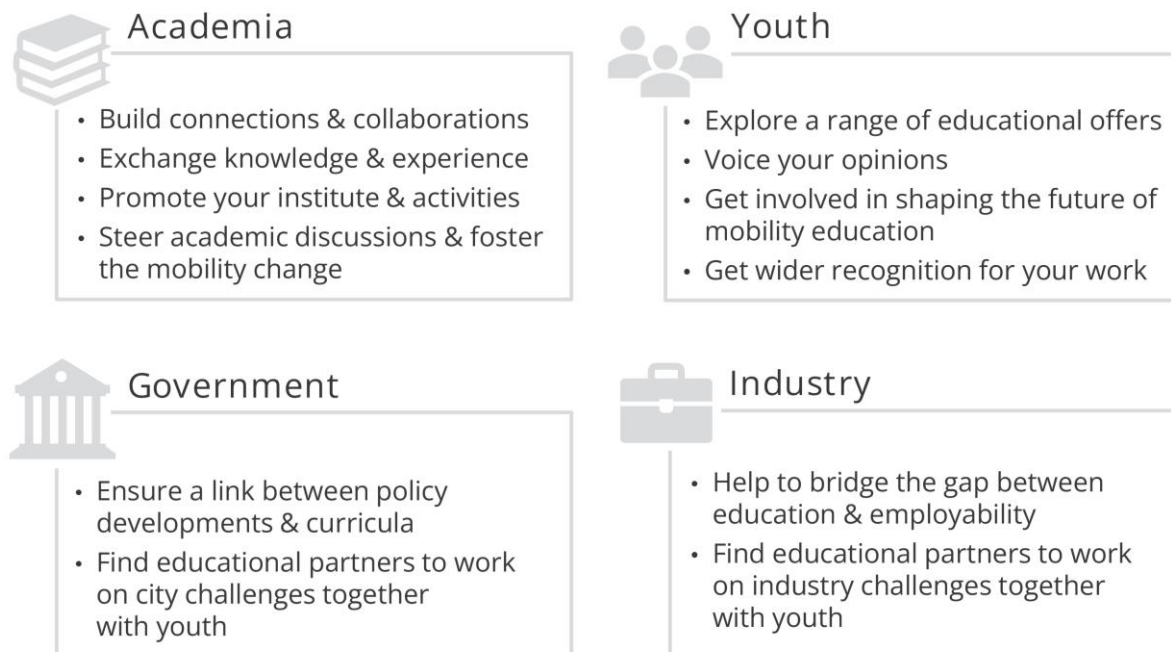 Academia
• Build connections & collaborations
• Exchange knowledge & experience
• Promote your institute & activities
• Steer academic discussions & foster
the mobility change
Youth
• Explore a range of educational offers
• Voice your opinions
• Get involved in shaping the future of
mobility education
• Get wider recognition for your work
Government
• Ensure a link between policy
developments & curricula
• Find educational partners to work
on city challenges together
with youth
Industry
• Help to bridge the gap between
education & employability
• Find educational partners to work
on industry challenges together
with youth